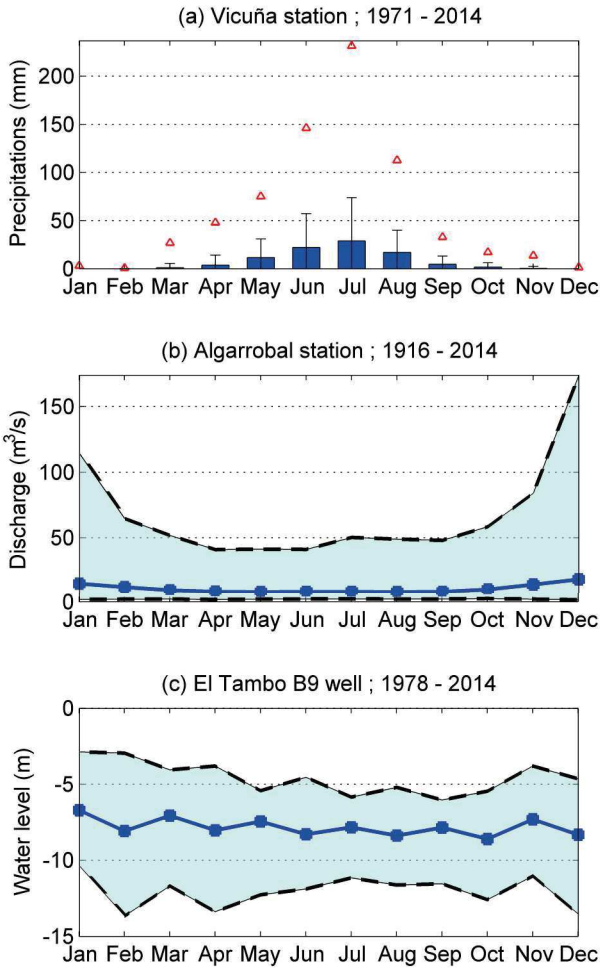 (a) Vicuña station ; 1971 - 2014
Precipitations (mm)
200
150
100
50
0
Jan Feb Mar Apr May Jun Jul Aug Sep Oct Nov Dec
(b) Algarrobal station ; 1916 - 2014
Discharge (m³/s)
150
100
50
0
Jan Feb Mar Apr May Jun Jul Aug Sep Oct Nov Dec
(c) El Tambo B9 well ; 1978 - 2014
Water level (m)
0
-5
-10
-15
Jan Feb Mar Apr May Jun Jul Aug Sep Oct Nov Dec